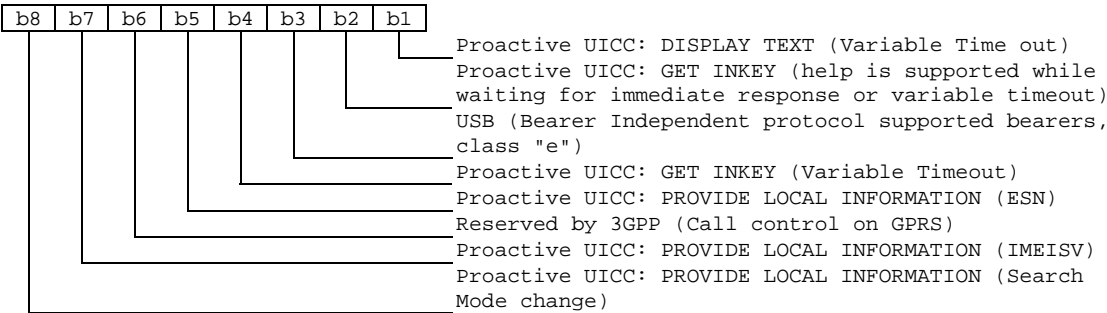 b8 b7 b6 b5 b4 b3 b2 b1
Proactive UICC: DISPLAY TEXT (Variable Time out)
Proactive UICC: GET INKEY (help is supported while
waiting for immediate response or variable timeout)
USB (Bearer Independent protocol supported bearers,
class "e")
Proactive UICC: GET INKEY (Variable Timeout)
Proactive UICC: PROVIDE LOCAL INFORMATION (ESN)
Reserved by 3GPP (Call control on GPRS)
Proactive UICC: PROVIDE LOCAL INFORMATION (IMEISV)
Proactive UICC: PROVIDE LOCAL INFORMATION (Search
Mode change)